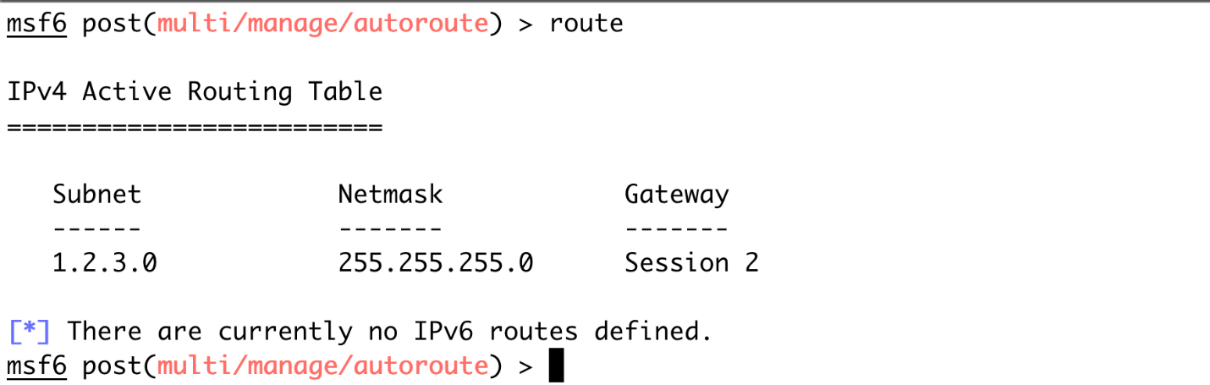 msf6 post(multi/manage/autoroute) > route
IPv4 Active Routing Table
=========================
Subnet Netmask Gateway
------ ------- -------
1.2.3.0 255.255.255.0 Session 2
[*] There are currently no IPv6 routes defined.
msf6 post(multi/manage/autoroute) >